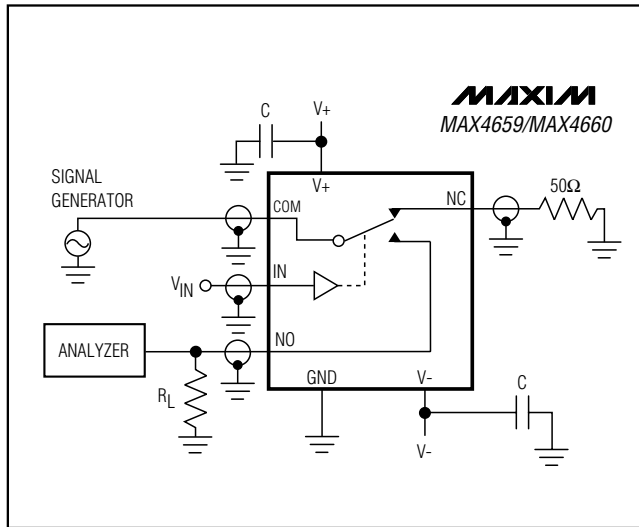 MAXIM
MAX4659/MAX4660
C
V+
V+
50Ω
SIGNAL
GENERATOR
COM
NC
VIN
IN
NO
ANALYZER
RL
GND
V-
C
V-